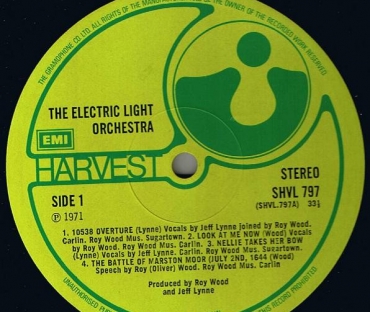 THE GRAMOPHONE CO. LTD. ALL RIGHTS OF THE MANUFACTURER
OF THE OWNER OF THE RECORDED WORK RESERVED
THE ELECTRIC LIGHT
ORCHESTRA
EMI
HARVEST
STEREO
SHVL 797
(SHVL.797A) 33⅓
SIDE 1
℗ 1971
1. 10538 OVERTURE (Lynne) Vocals by Jeff Lynne joined by Roy Wood.
Carlin. Roy Wood Mus. Sugartown. 2. LOOK AT ME NOW (Wood) Vocals
by Roy Wood. Roy Wood Mus. Carlin. 3. NELLIE TAKES HER BOW
(Lynne) Vocals by Jeff Lynne. Carlin. Roy Wood Mus. Sugartown.
4. THE BATTLE OF MARSTON MOOR (JULY 2ND, 1644 (Wood)
Speech by Roy (Oliver) Wood. Roy Wood Mus. Carlin
Produced by Roy Wood
and Jeff Lynne
UNAUTHORISED
THIS RECORD PROHIBITED